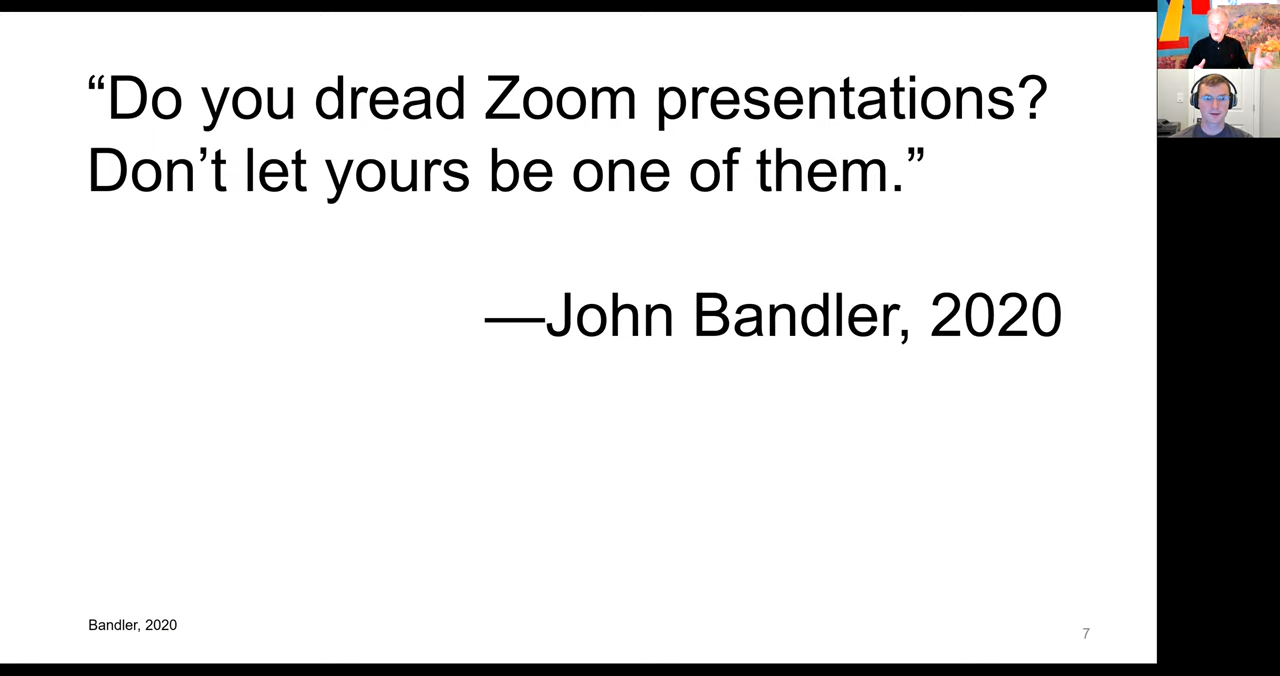 “Do you dread Zoom presentations?
Don’t let yours be one of them.”
—John Bandler, 2020
Bandler, 2020
7